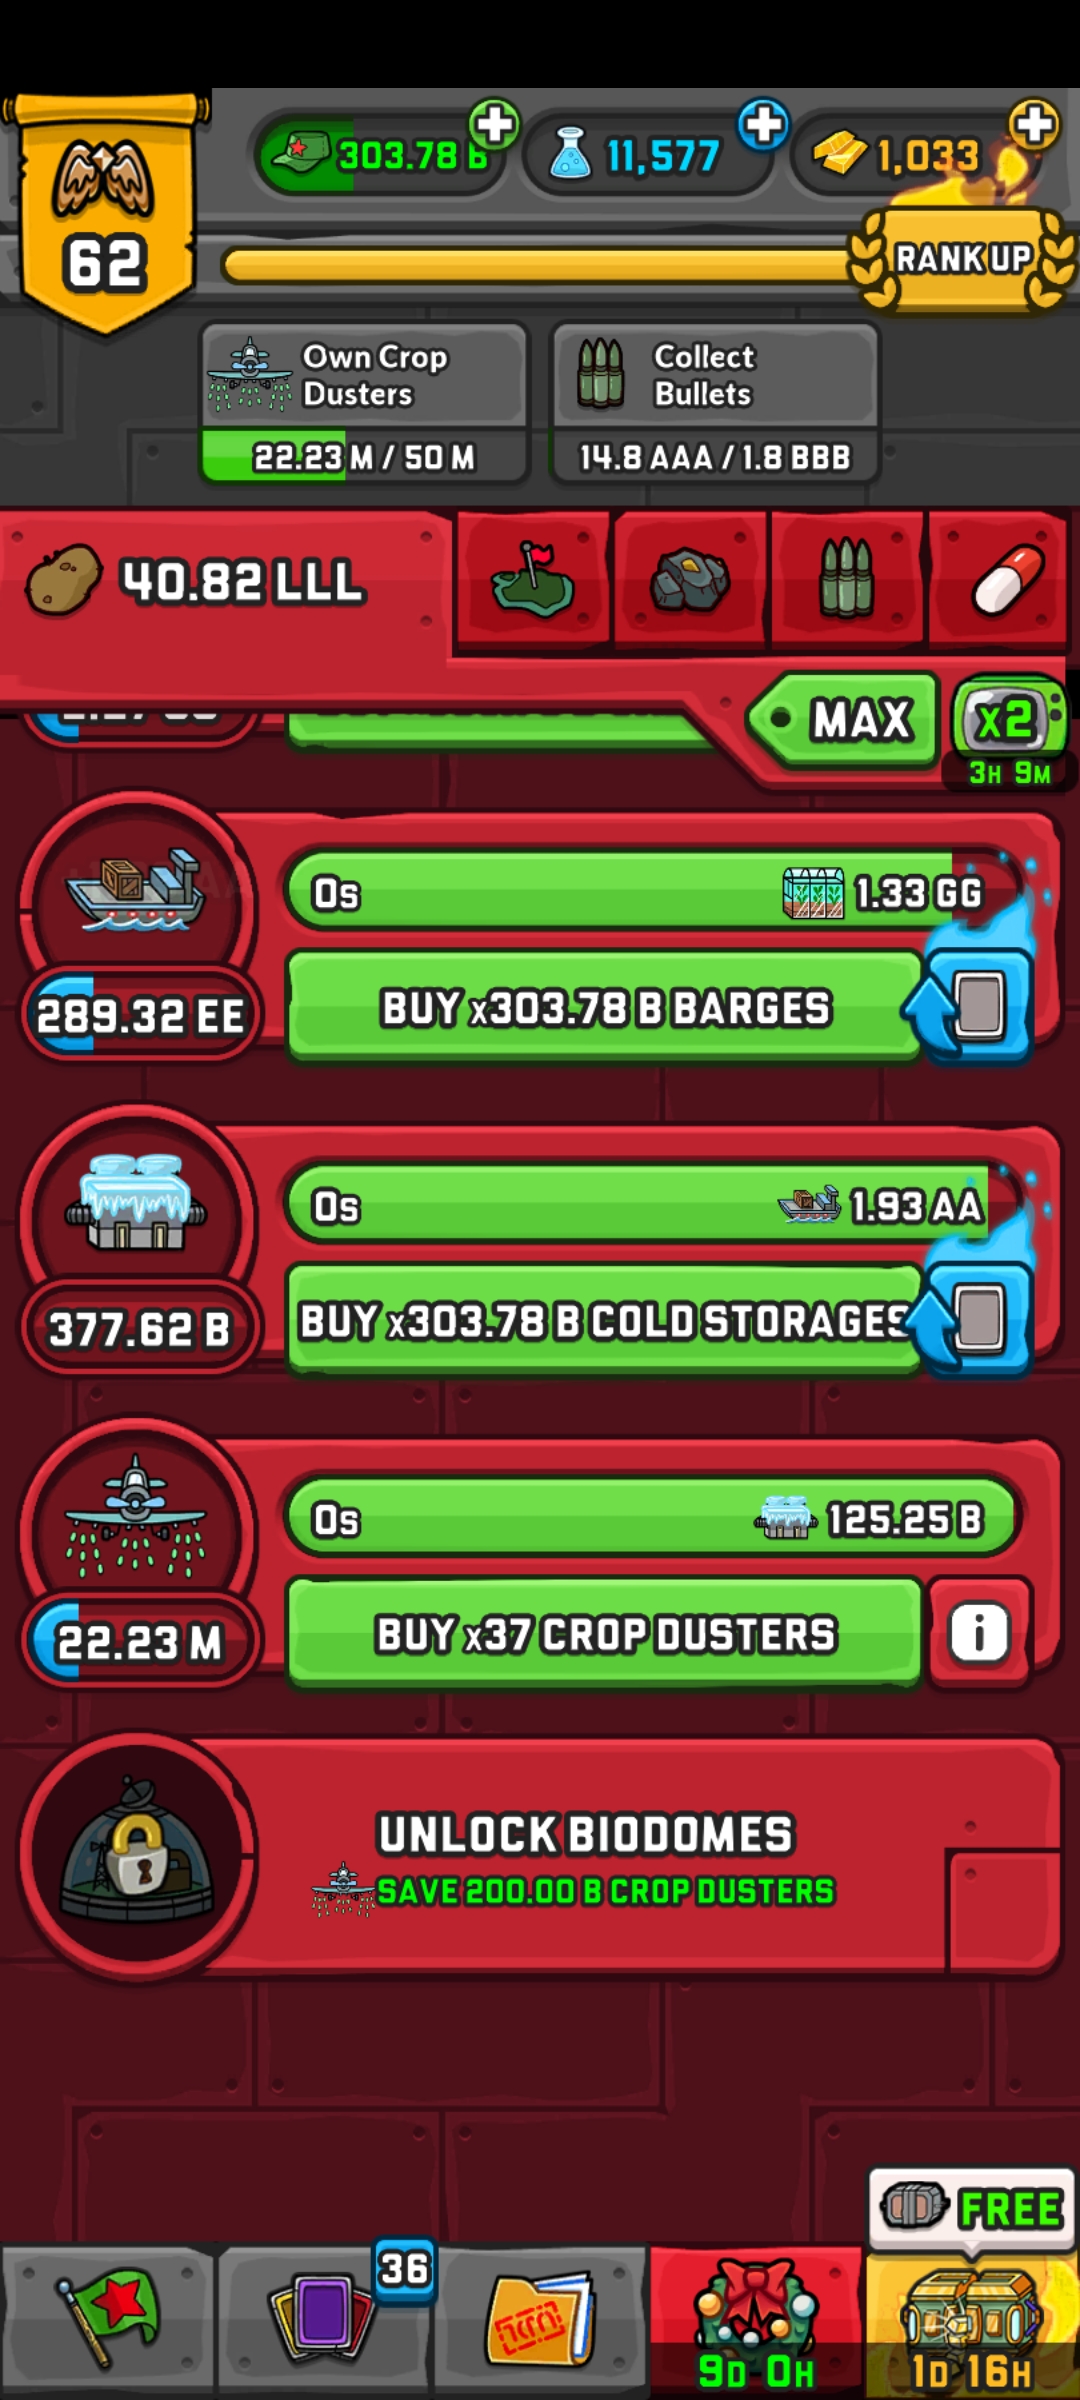 62
303.78 B
11,577
1,033
RANK UP
Own Crop
Dusters
22.23 M / 50 M
Collect
Bullets
14.8 AAA / 1.8 BBB
40.82 LLL
MAX
x2
3H 9M
0s
1.33 GG
289.32 EE
BUY x303.78 B BARGES
0s
1.93 AA
377.62 B
BUY x303.78 B COLD STORAGES
0s
125.25 B
22.23 M
BUY x37 CROP DUSTERS
i
UNLOCK BIODOMES
SAVE 200.00 B CROP DUSTERS
FREE
36
9D 0H
1D 16H